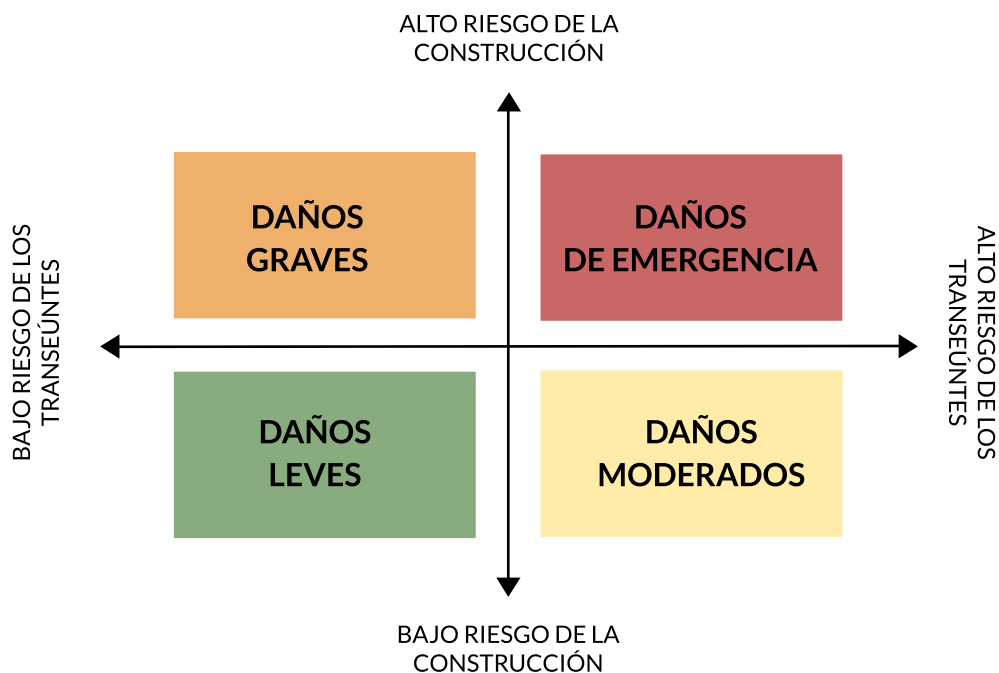 ALTO RIESGO DE LA
CONSTRUCCIÓN
DAÑOS
GRAVES
DAÑOS
DE EMERGENCIA
BAJO RIESGO DE LOS
TRANSEÚNTES
ALTO RIESGO DE LOS
TRANSEÚNTES
DAÑOS
LEVES
DAÑOS
MODERADOS
BAJO RIESGO DE LA
CONSTRUCCIÓN